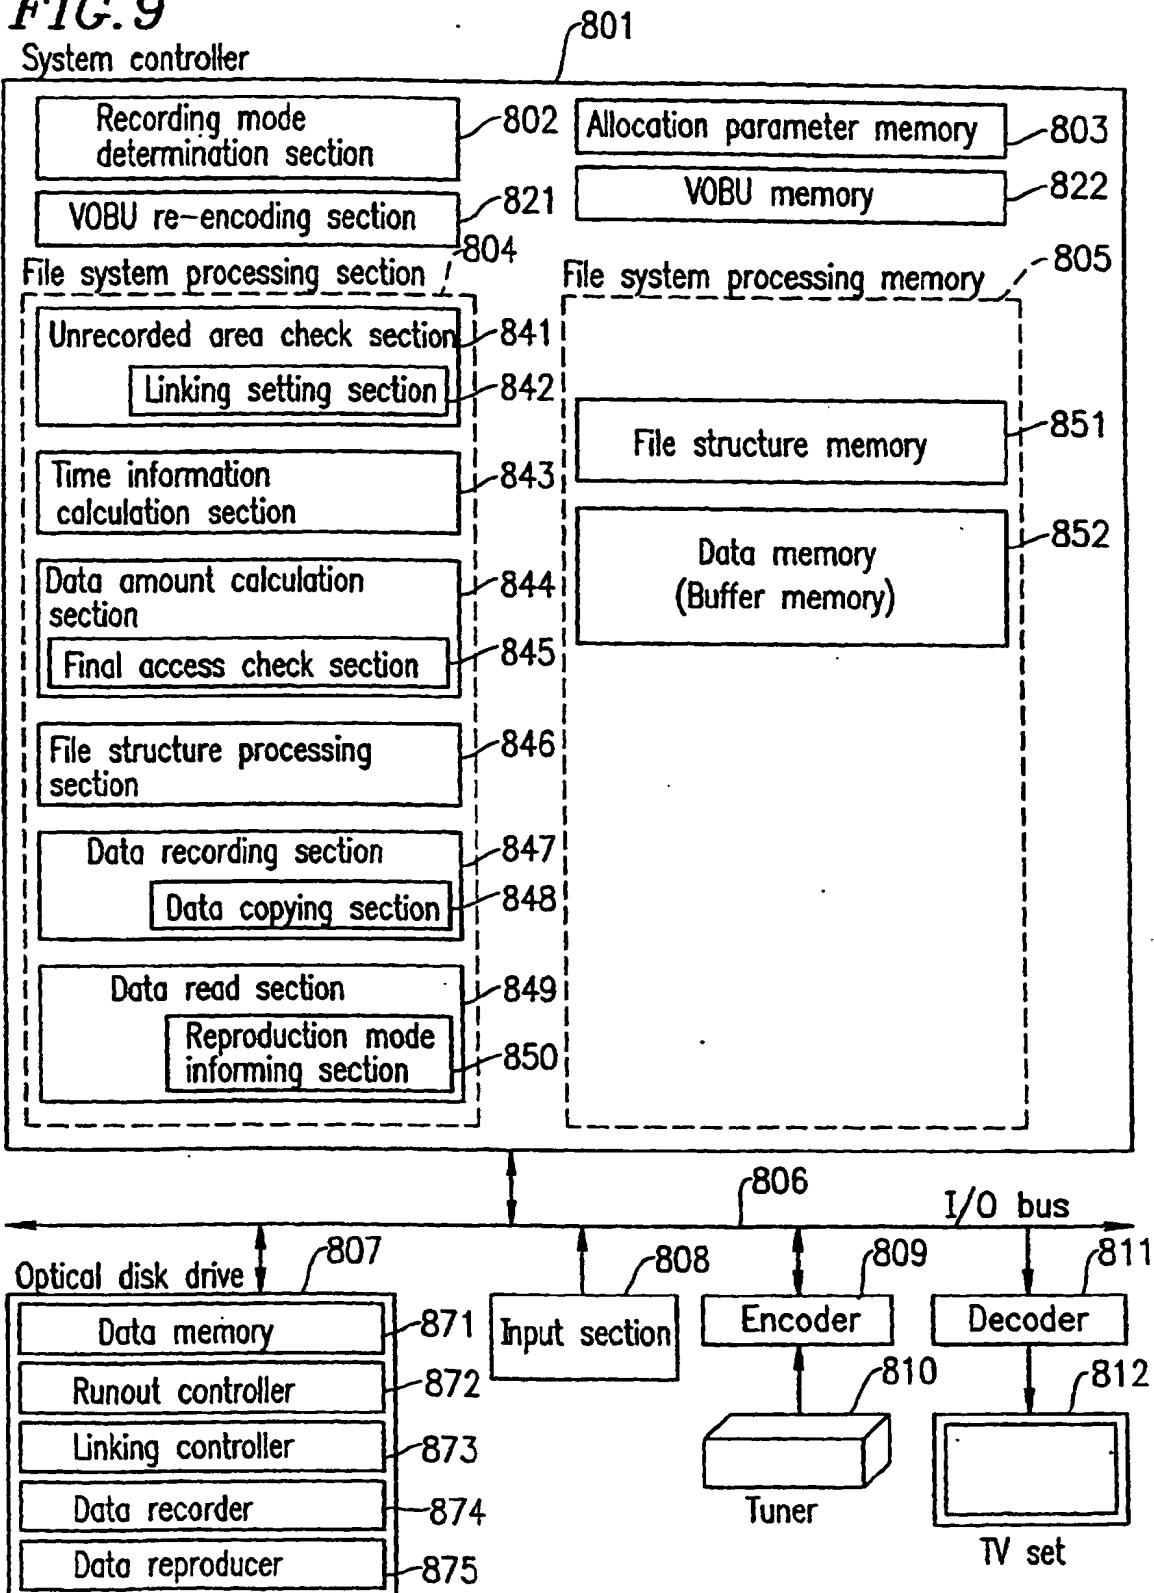 FIG. 9
801
System controller
Recording mode
determination section
802
Allocation parameter memory
803
VOBU re-encoding section
821
VOBU memory
822
804
File system processing section
File system processing memory
805
Unrecorded area check section
841
Linking setting section
842
File structure memory
851
Time information
calculation section
843
Data memory
(Buffer memory)
852
Data amount calculation
section
844
Final access check section
845
File structure processing
section
846
Data recording section
847
Data copying section
848
Data read section
849
Reproduction mode
informing section
850
806
I/O bus
Optical disk drive
807
808
809
811
Data memory
871
Input section
Encoder
Decoder
Runout controller
872
810
812
Linking controller
873
Data recorder
874
Tuner
Data reproducer
875
TV set